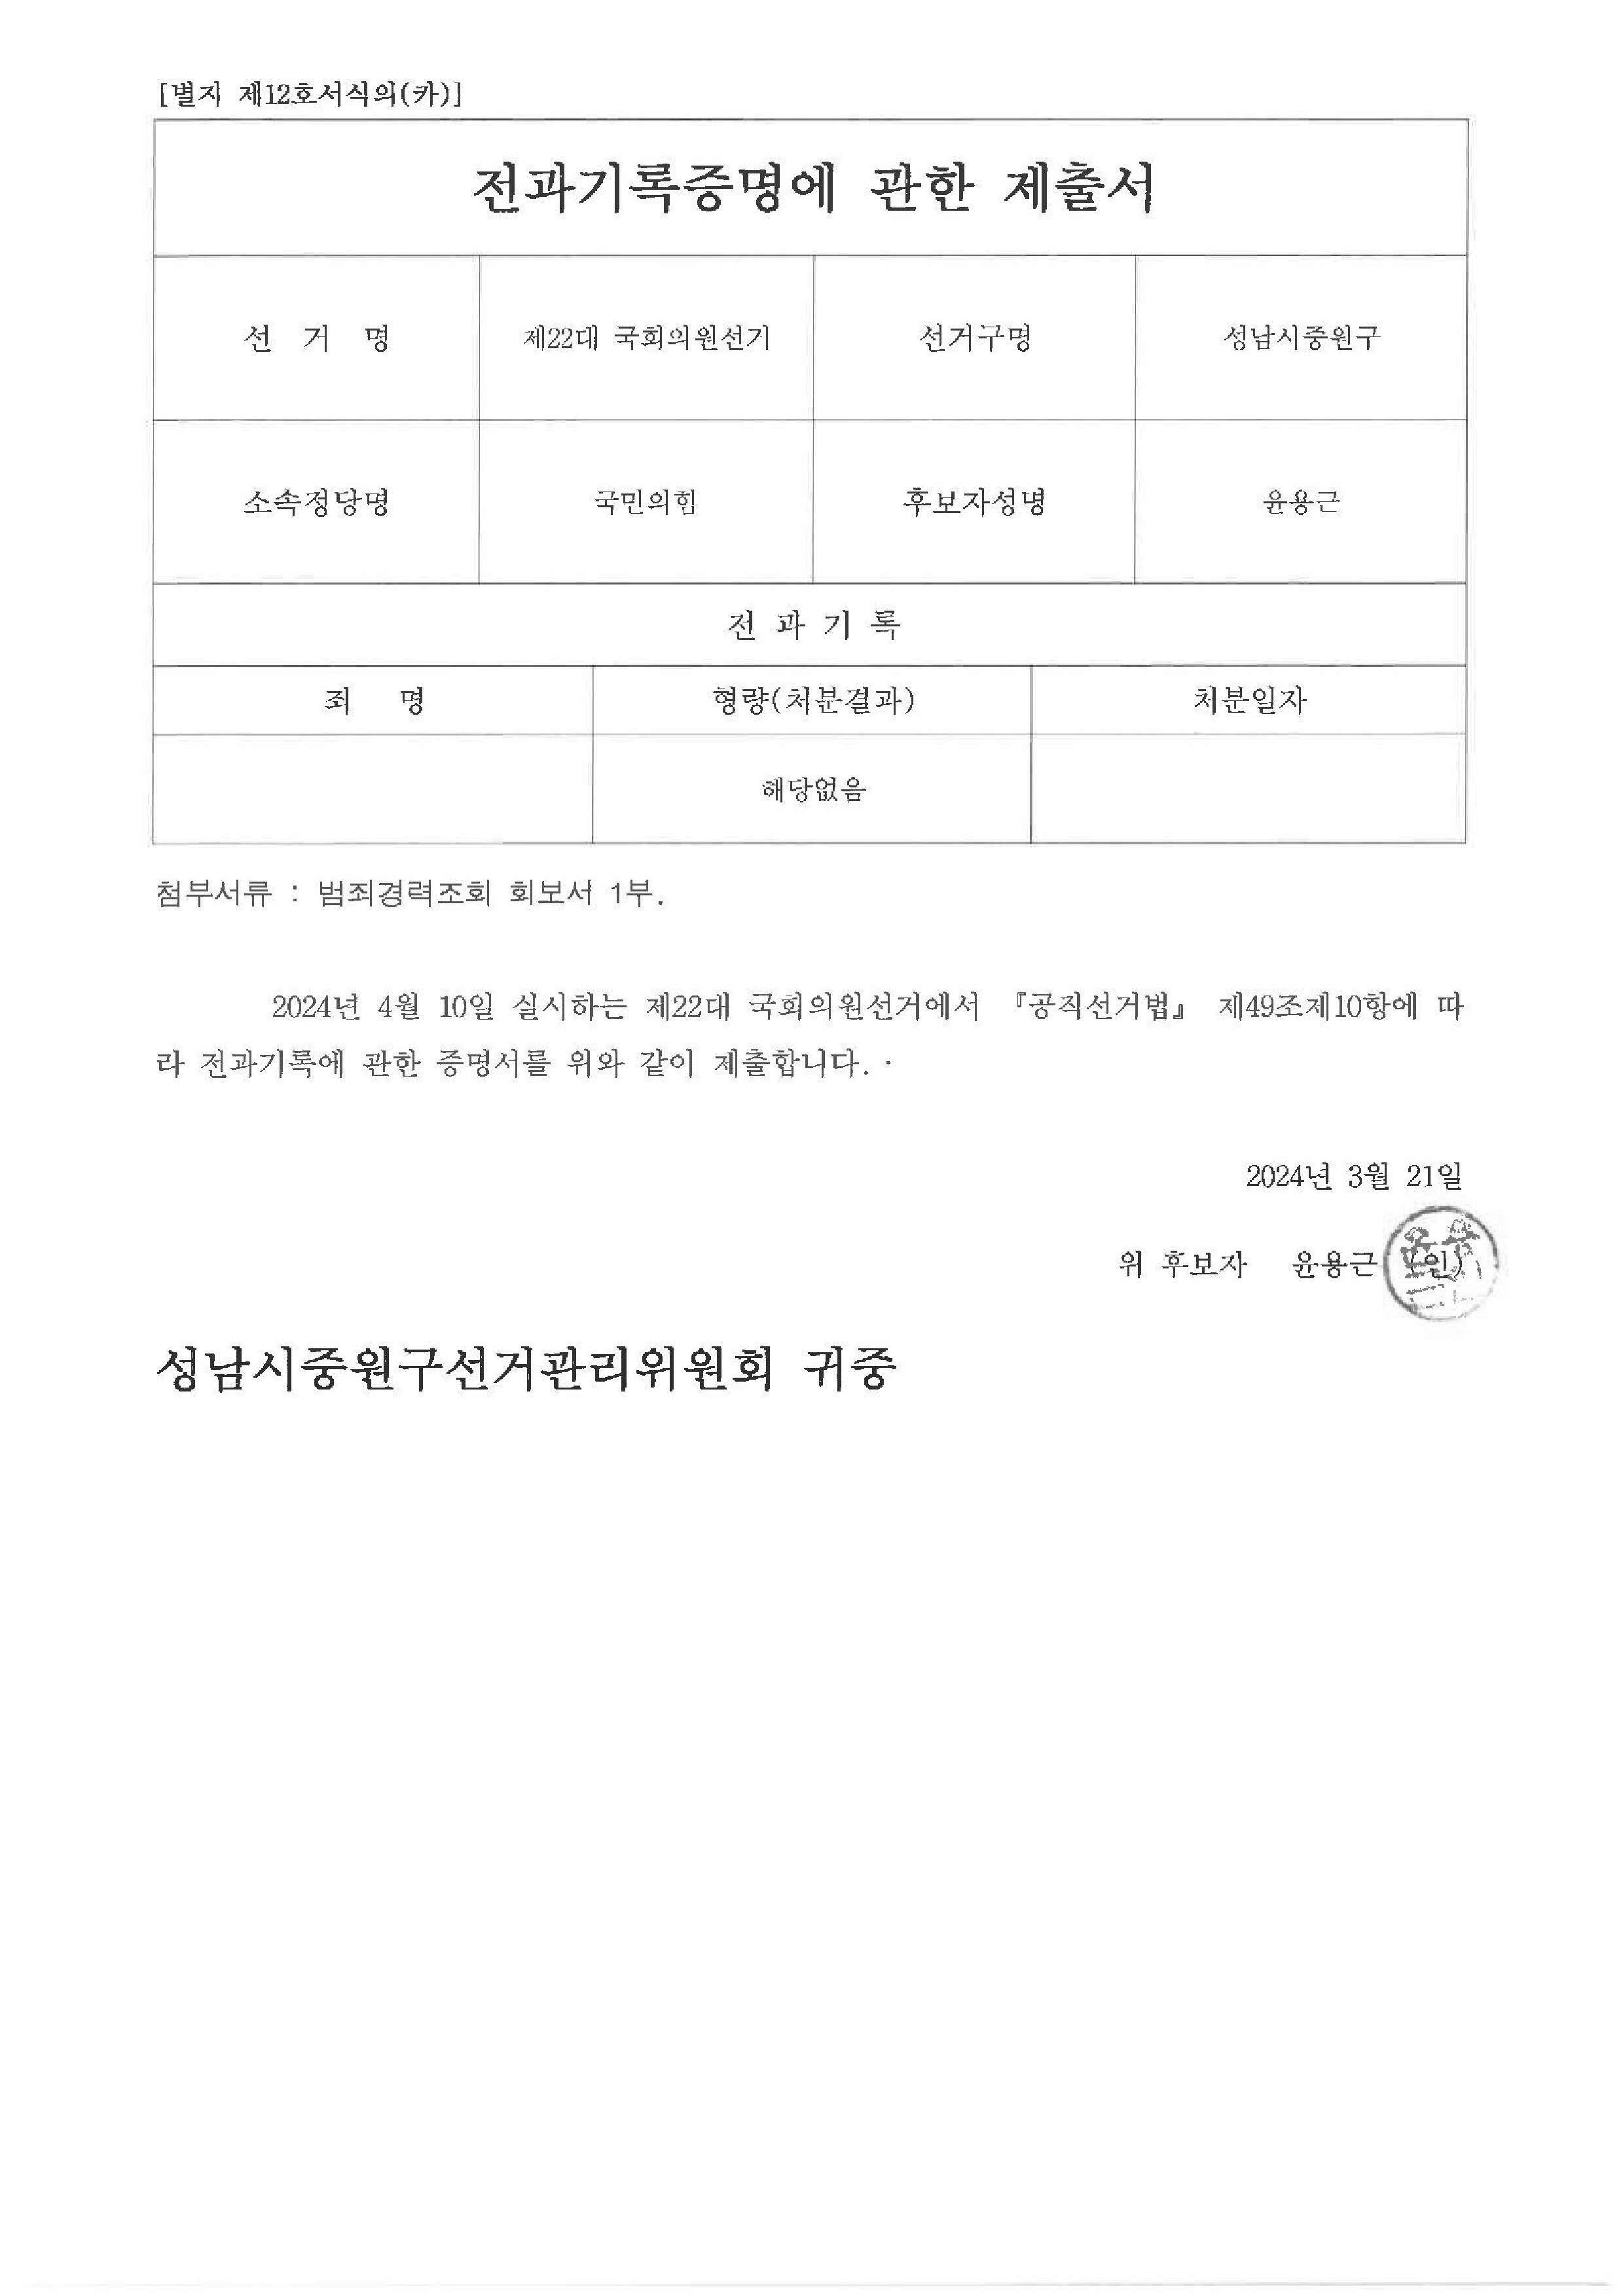 [별지 제12호서식의(카)]
전과기록증명에 관한 제출서
선 거 명 제22대 국회의원선기 선거구명 성남시중원구
소속정당명 국민의힘 후보자성명 윤용근
전 과 기 록
죄 명 형량(처분결과) 처분일자
해당없음
첨부서류 : 범죄경력조회 회보서 1부.
2024년 4월 10일 실시하는 제22대 국회의원선거에서 『공직선거법』 제49조제10항에 따
라 전과기록에 관한 증명서를 위와 같이 제출합니다.
2024년 3월 21일
위 후보자 윤용근 (인)
성남시중원구선거관리위원회 귀중